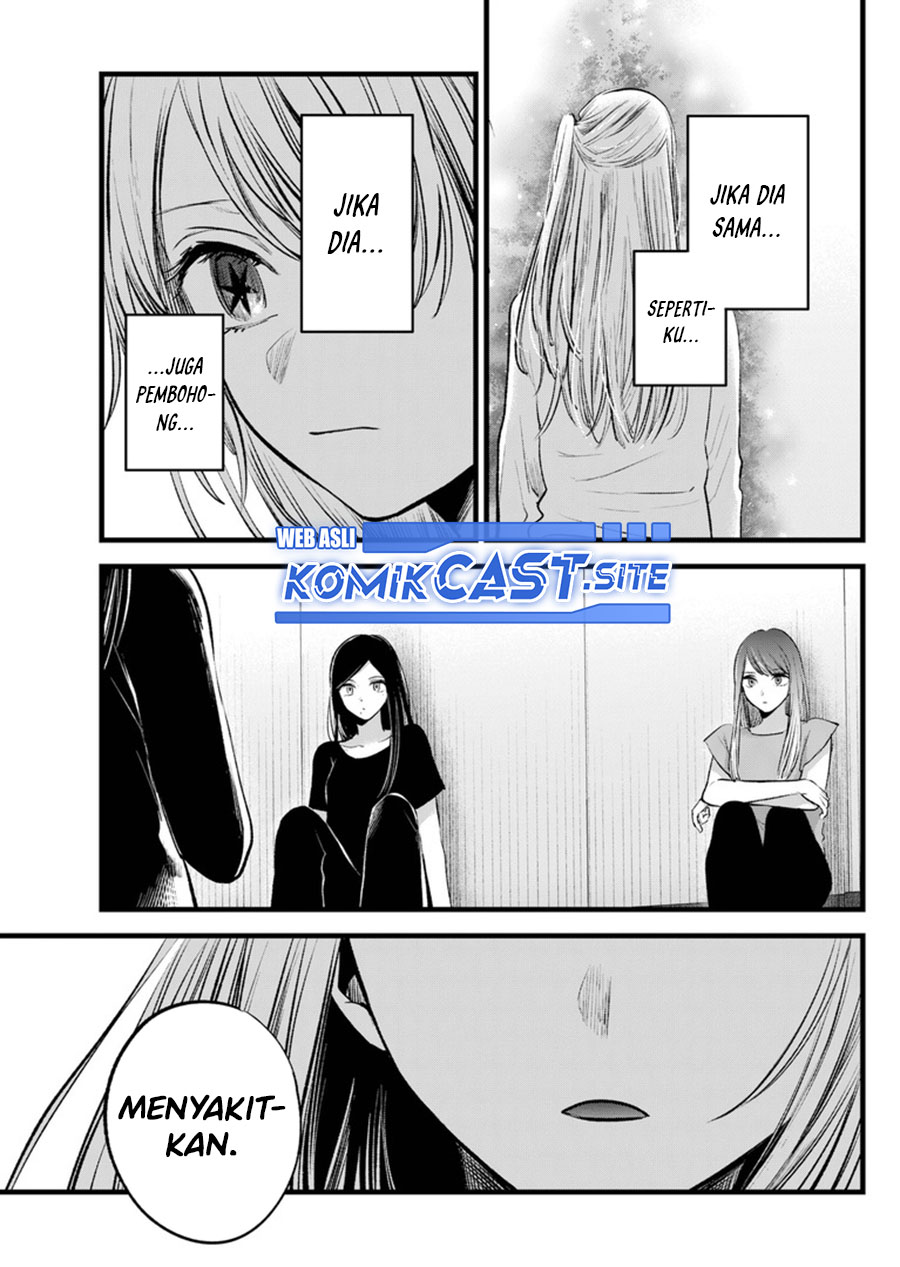 JIKA DIA
SAMA...
SEPERTI-
KU...
JIKA
DIA...
...JUGA
PEMBOHO-
NG...
WEB ASLI
KOMIKCAST.SITE
MENYAKIT-
KAN.